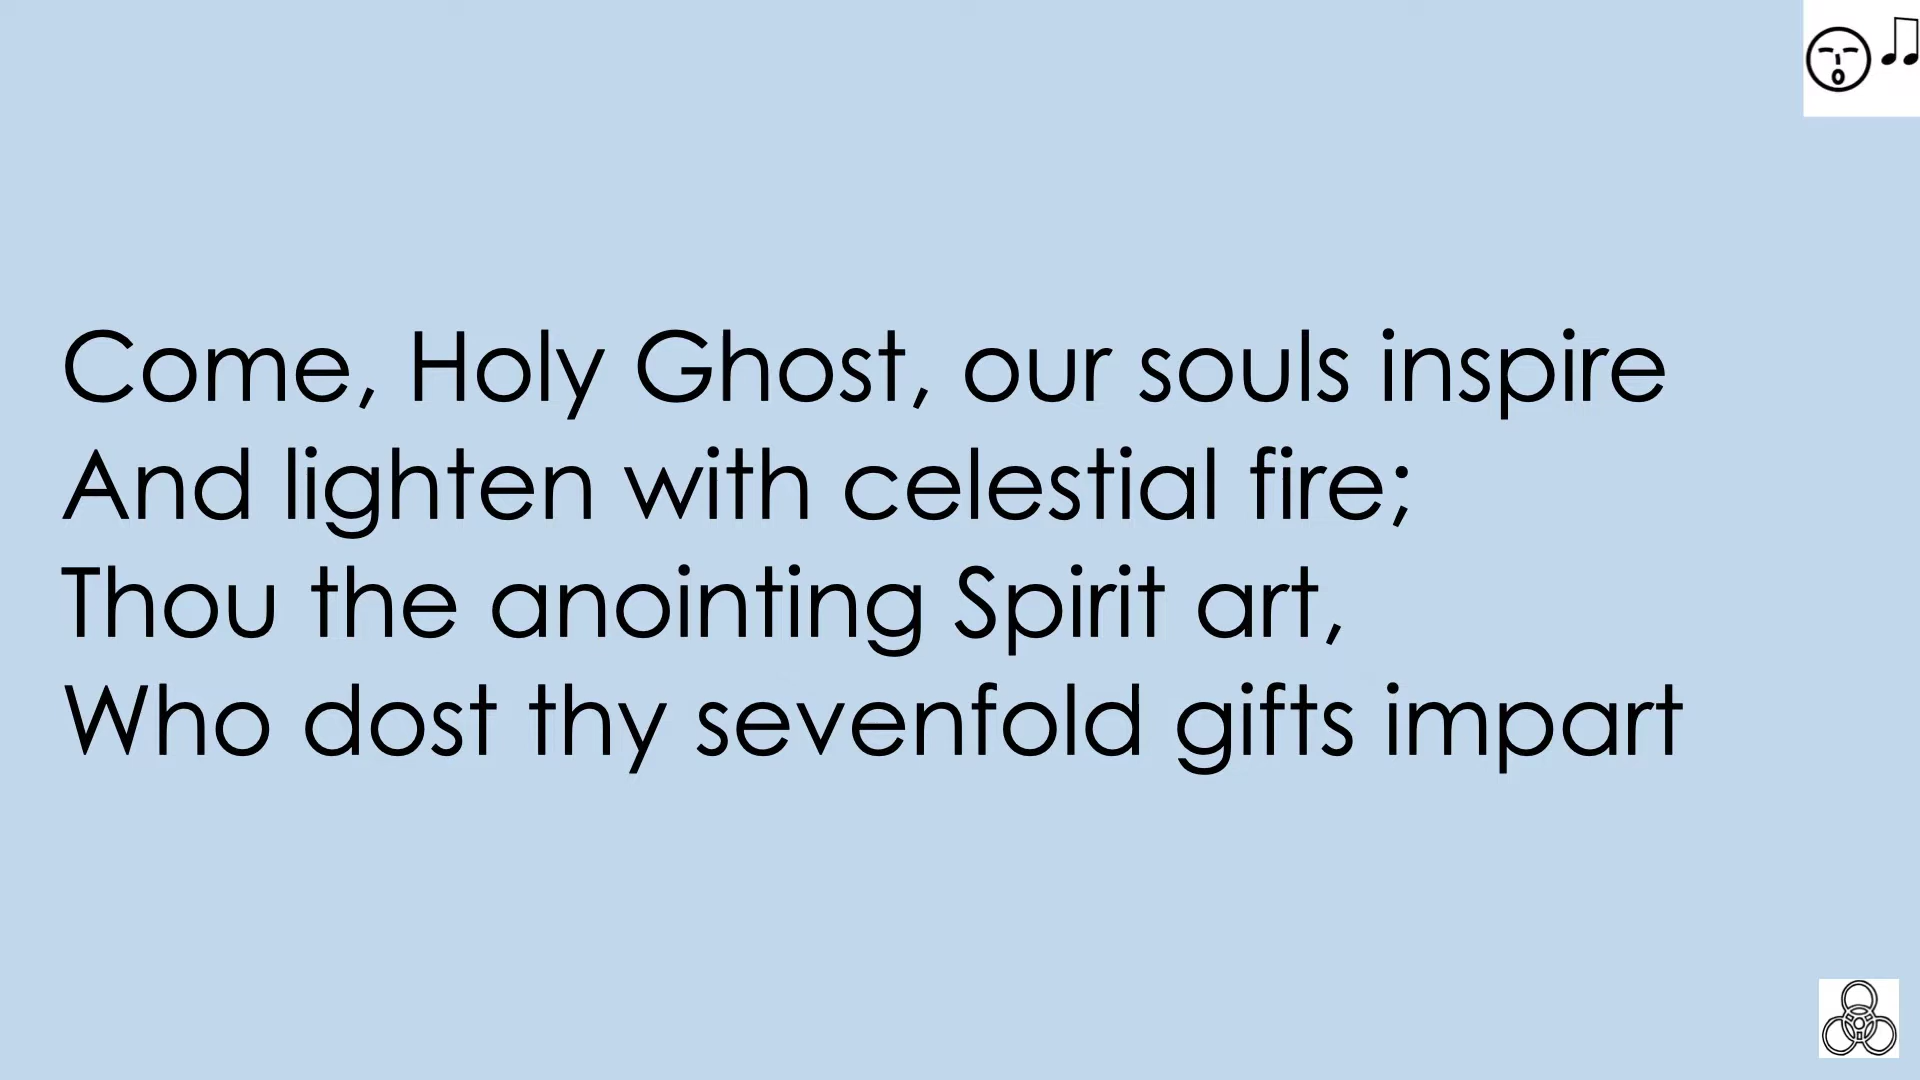 Come, Holy Ghost, our souls inspire
And lighten with celestial fire;
Thou the anointing Spirit art,
Who dost thy sevenfold gifts impart